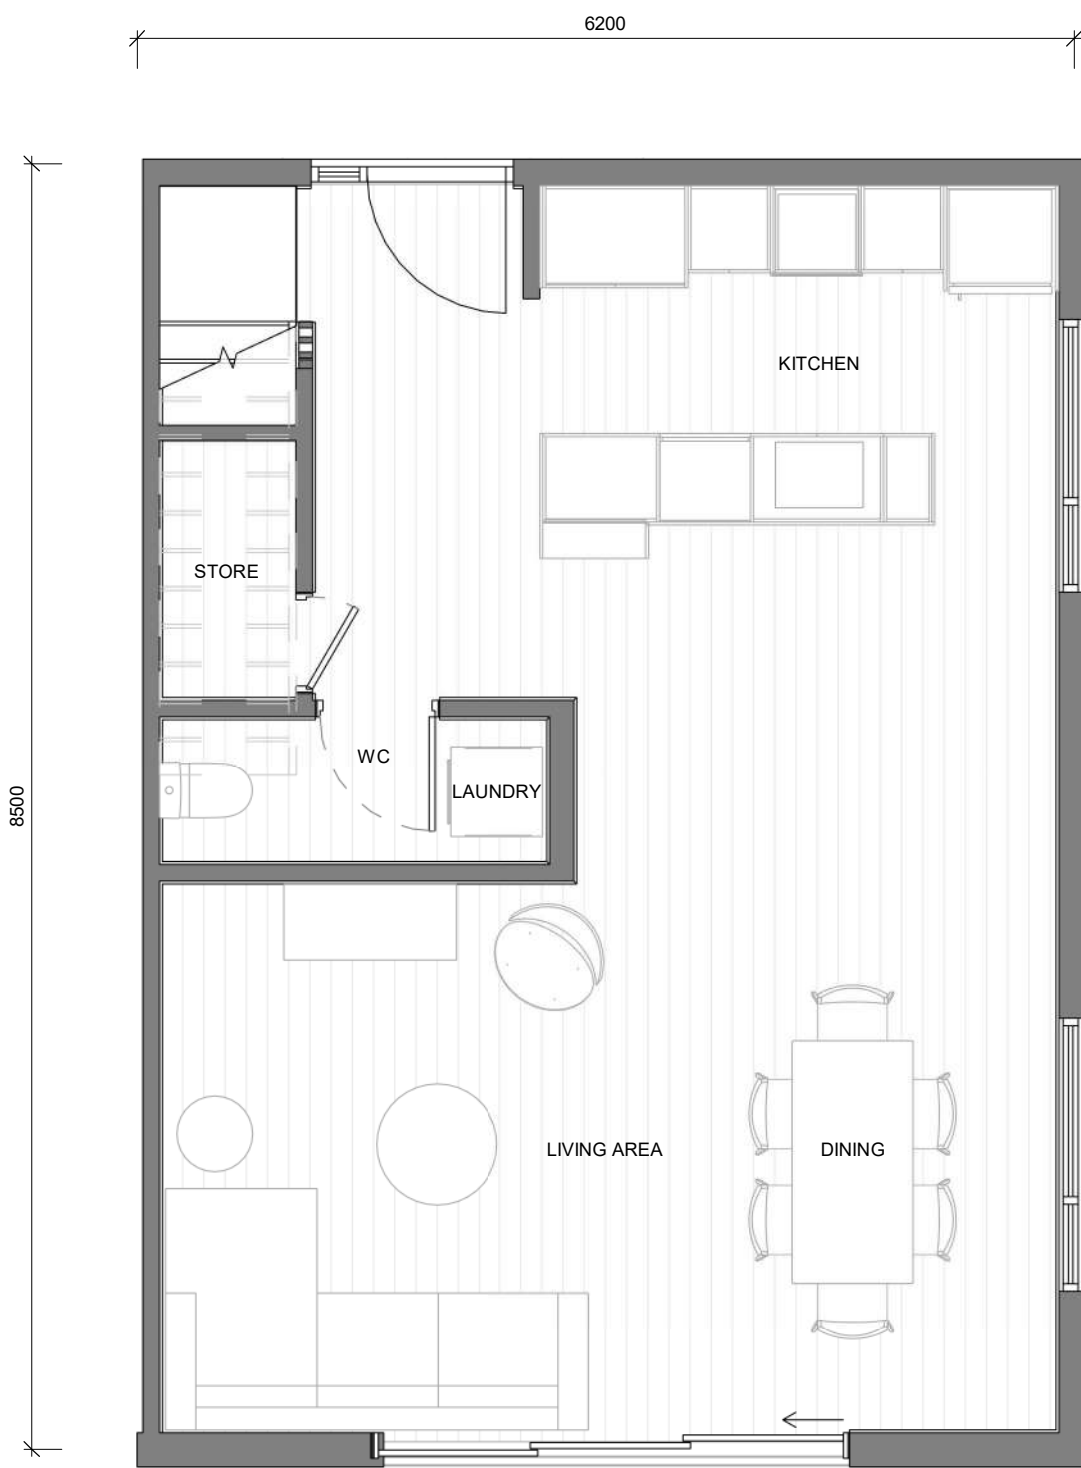 6200
KITCHEN
STORE
WC
LAUNDRY
8500
LIVING AREA
DINING